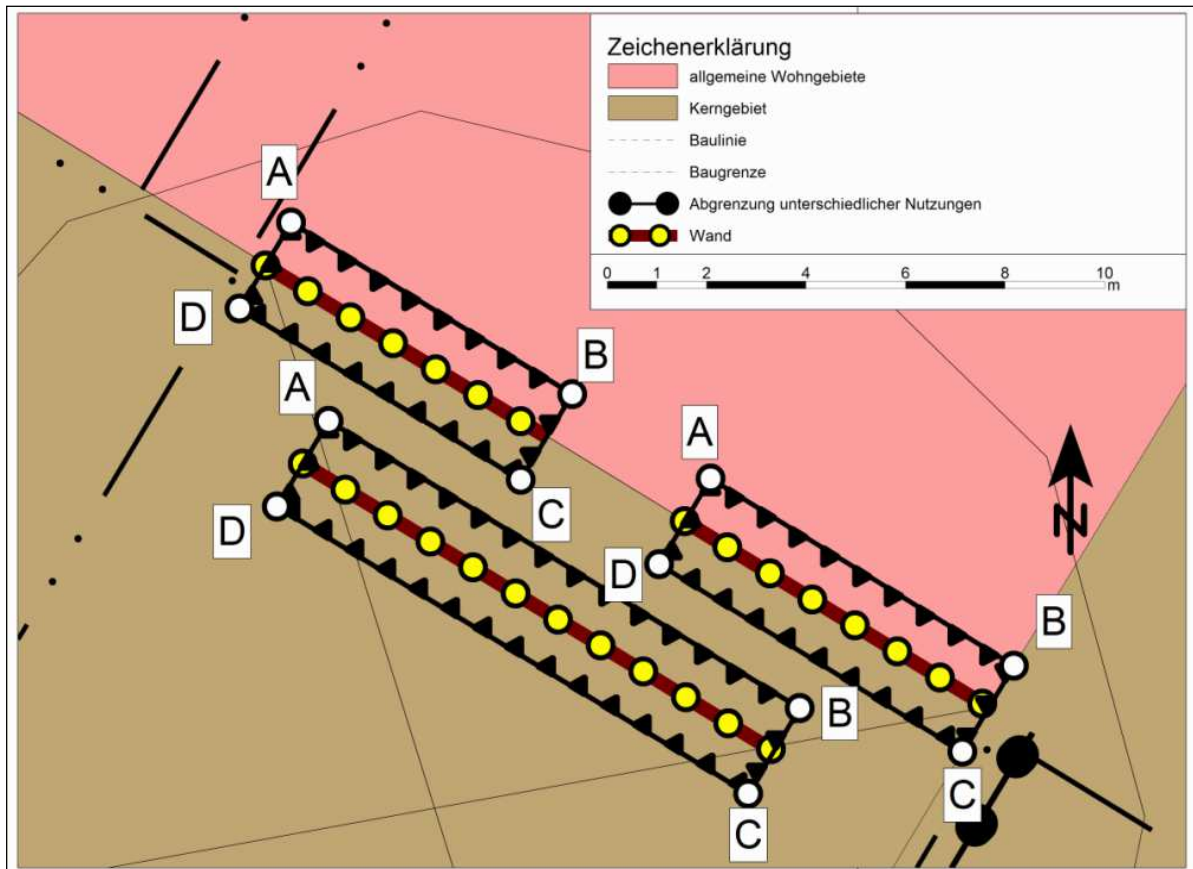 Zeichenerklärung
allgemeine Wohngebiete
Kerngebiet
Baulinie
Baugrenze
Abgrenzung unterschiedlicher Nutzungen
Wand
0 1 2 4 6 8 10
m
A
B
D
C
A
D
B
C
A
D
B
C
N